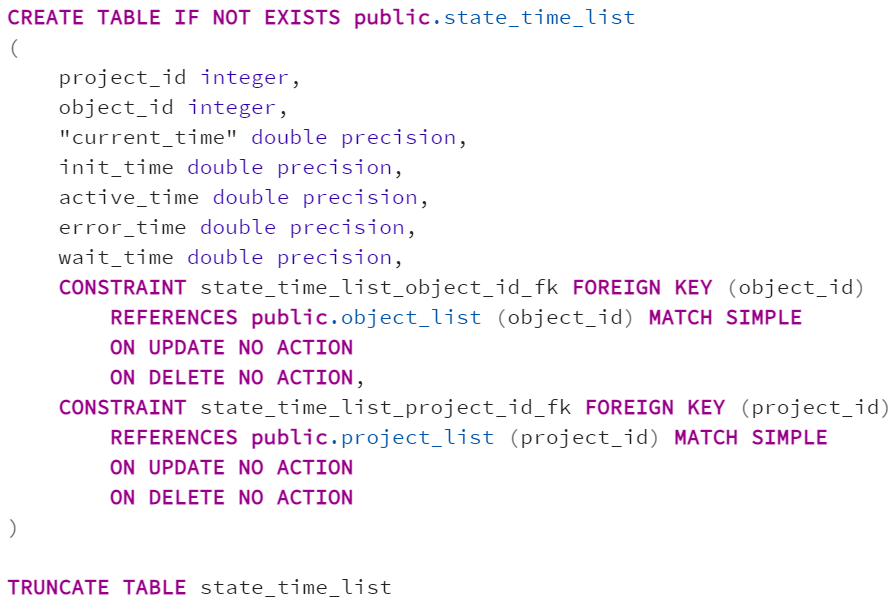 CREATE TABLE IF NOT EXISTS public.state_time_list
(
    project_id integer,
    object_id integer,
    "current_time" double precision,
    init_time double precision,
    active_time double precision,
    error_time double precision,
    wait_time double precision,
    CONSTRAINT state_time_list_object_id_fk FOREIGN KEY (object_id)
        REFERENCES public.object_list (object_id) MATCH SIMPLE
        ON UPDATE NO ACTION
        ON DELETE NO ACTION,
    CONSTRAINT state_time_list_project_id_fk FOREIGN KEY (project_id)
        REFERENCES public.project_list (project_id) MATCH SIMPLE
        ON UPDATE NO ACTION
        ON DELETE NO ACTION
)

TRUNCATE TABLE state_time_list